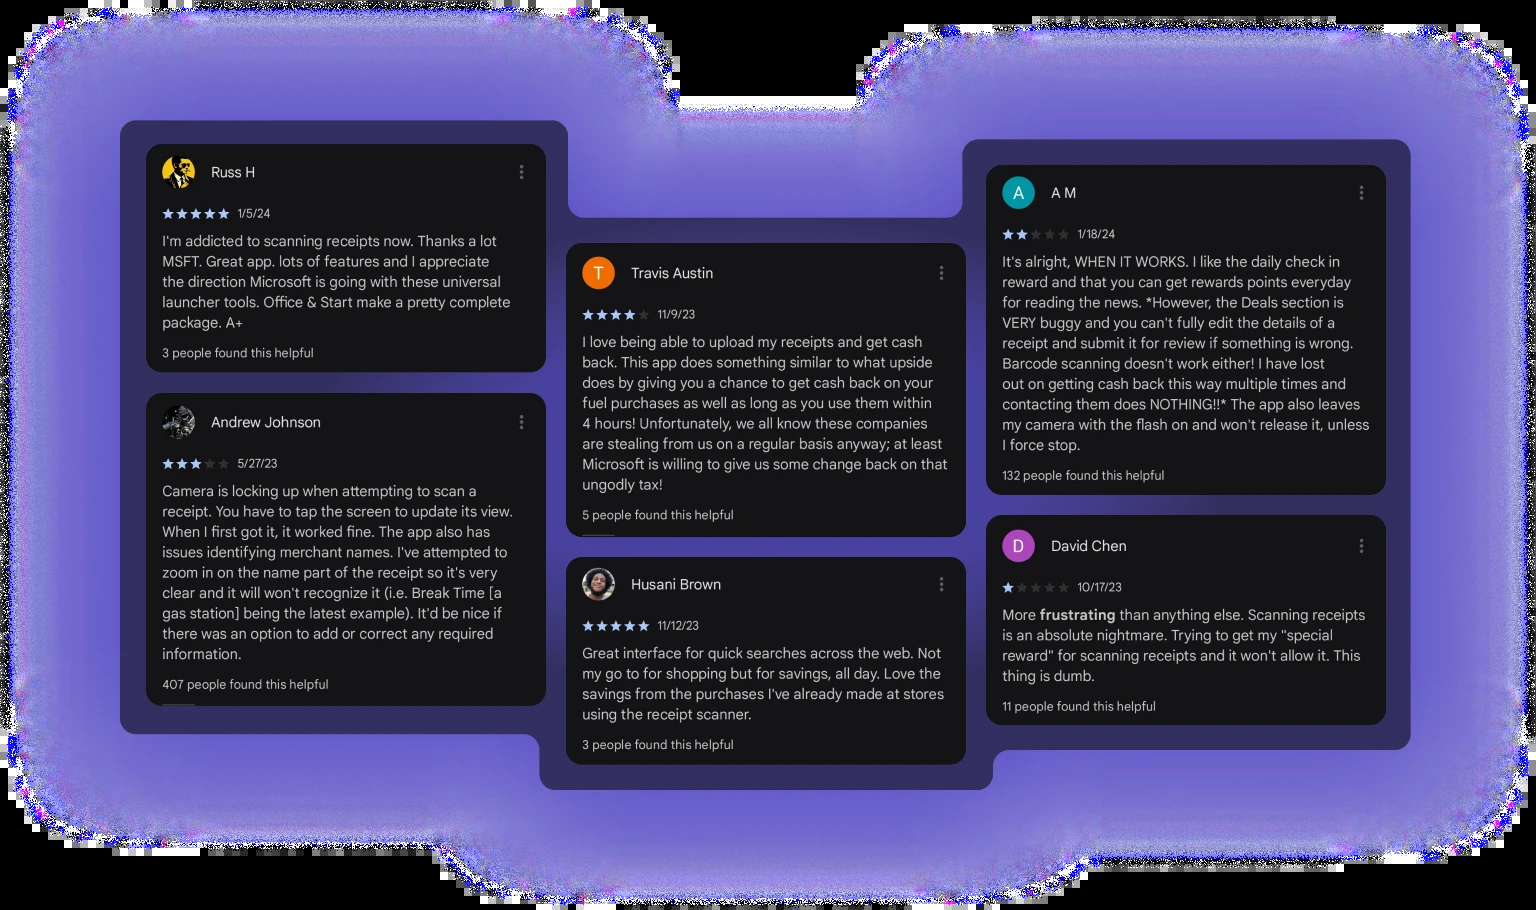 Russ H
1/5/24
I'm addicted to scanning receipts now. Thanks a lot
MSFT. Great app. lots of features and I appreciate
the direction Microsoft is going with these universal
launcher tools. Office & Start make a pretty complete
package. A+
3 people found this helpful
Andrew Johnson
5/27/23
Camera is locking up when attempting to scan a
receipt. You have to tap the screen to update its view.
When I first got it, it worked fine. The app also has
issues identifying merchant names. I've attempted to
zoom in on the name part of the receipt so it's very
clear and it will won't recognize it (i.e. Break Time [a
gas station] being the latest example). It'd be nice if
there was an option to add or correct any required
information.
407 people found this helpful
T
Travis Austin
11/9/23
I love being able to upload my receipts and get cash
back. This app does something similar to what upside
does by giving you a chance to get cash back on your
fuel purchases as well as long as you use them within
4 hours! Unfortunately, we all know these companies
are stealing from us on a regular basis anyway; at least
Microsoft is willing to give us some change back on that
ungodly tax!
5 people found this helpful
Husani Brown
11/12/23
Great interface for quick searches across the web. Not
my go to for shopping but for savings, all day. Love the
savings from the purchases I've already made at stores
using the receipt scanner.
3 people found this helpful
A
A M
1/18/24
It's alright, WHEN IT WORKS. I like the daily check in
reward and that you can get rewards points everyday
for reading the news. *However, the Deals section is
VERY buggy and you can't fully edit the details of a
receipt and submit it for review if something is wrong.
Barcode scanning doesn't work either! I have lost
out on getting cash back this way multiple times and
contacting them does NOTHING!!* The app also leaves
my camera with the flash on and won't release it, unless
I force stop.
132 people found this helpful
D
David Chen
10/17/23
More frustrating than anything else. Scanning receipts
is an absolute nightmare. Trying to get my "special
reward" for scanning receipts and it won't allow it. This
thing is dumb.
11 people found this helpful